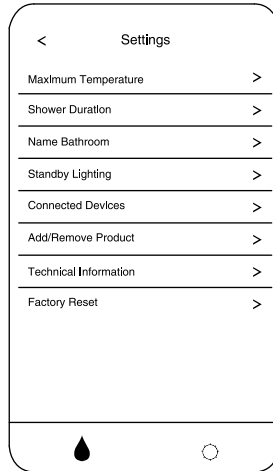 < Settings
Maximum Temperature >
Shower Duration >
Name Bathroom >
Standby Lighting >
Connected Devices >
Add/Remove Product >
Technical Information >
Factory Reset >